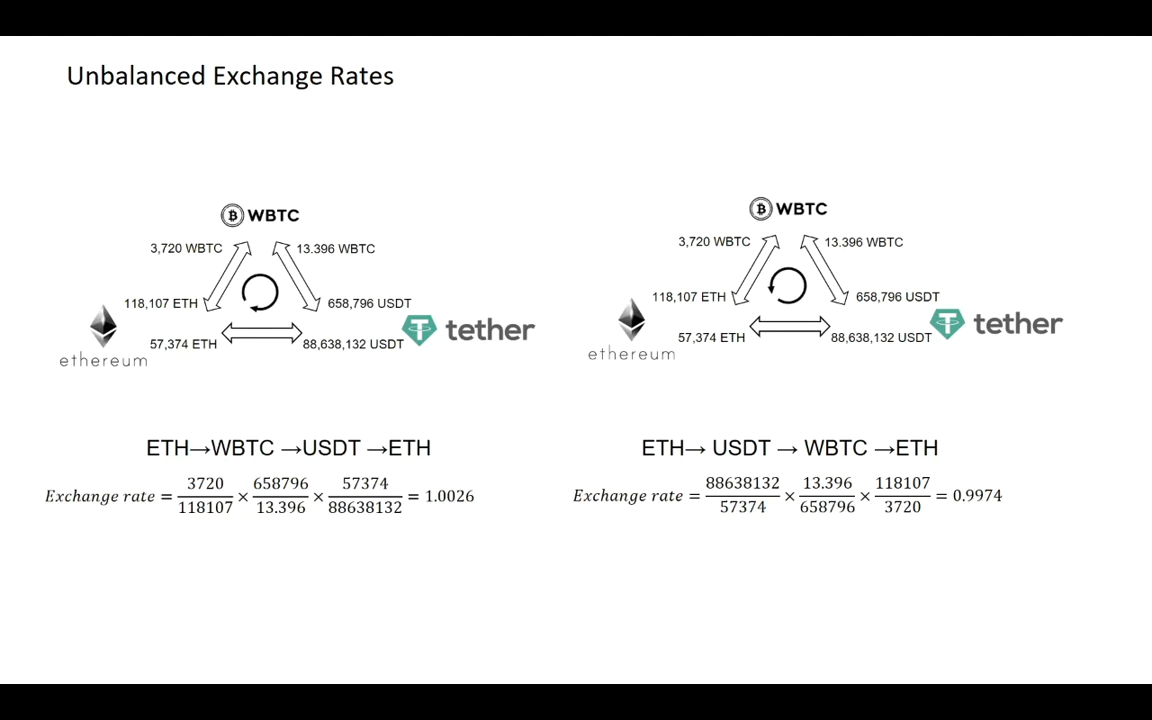 Unbalanced Exchange Rates
WBTC
3,720 WBTC
13.396 WBTC
118,107 ETH
658,796 USDT
ethereum
57,374 ETH
88,638,132 USDT
tether
WBTC
3,720 WBTC
13.396 WBTC
118,107 ETH
658,796 USDT
ethereum
57,374 ETH
88,638,132 USDT
tether
ETH→WBTC →USDT →ETH
Exchange rate = 3720/118107 × 658796/13.396 × 57374/88638132 = 1.0026
ETH→ USDT → WBTC →ETH
Exchange rate = 88638132/57374 × 13.396/658796 × 118107/3720 = 0.9974